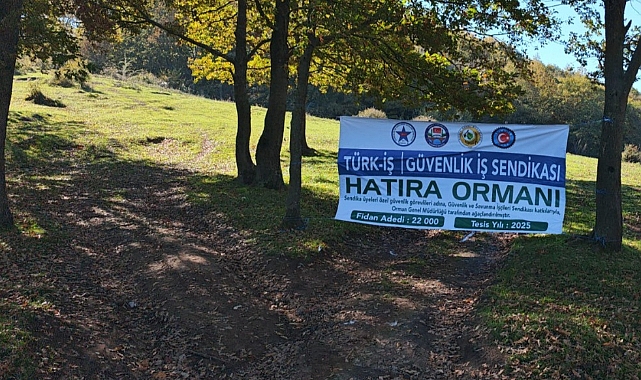 TÜRK-İŞ | GÜVENLİK İŞ SENDİKASI
HATIRA ORMANI
Sendika üyeleri özel güvenlik görevlileri adına, Güvenlik ve Savunma İşçileri Sendikası katkılarıyla,
Orman Genel Müdürlüğü tarafından ağaçlandırılmıştır.
Fidan Adedi : 22 000 Tesis Yılı : 2025